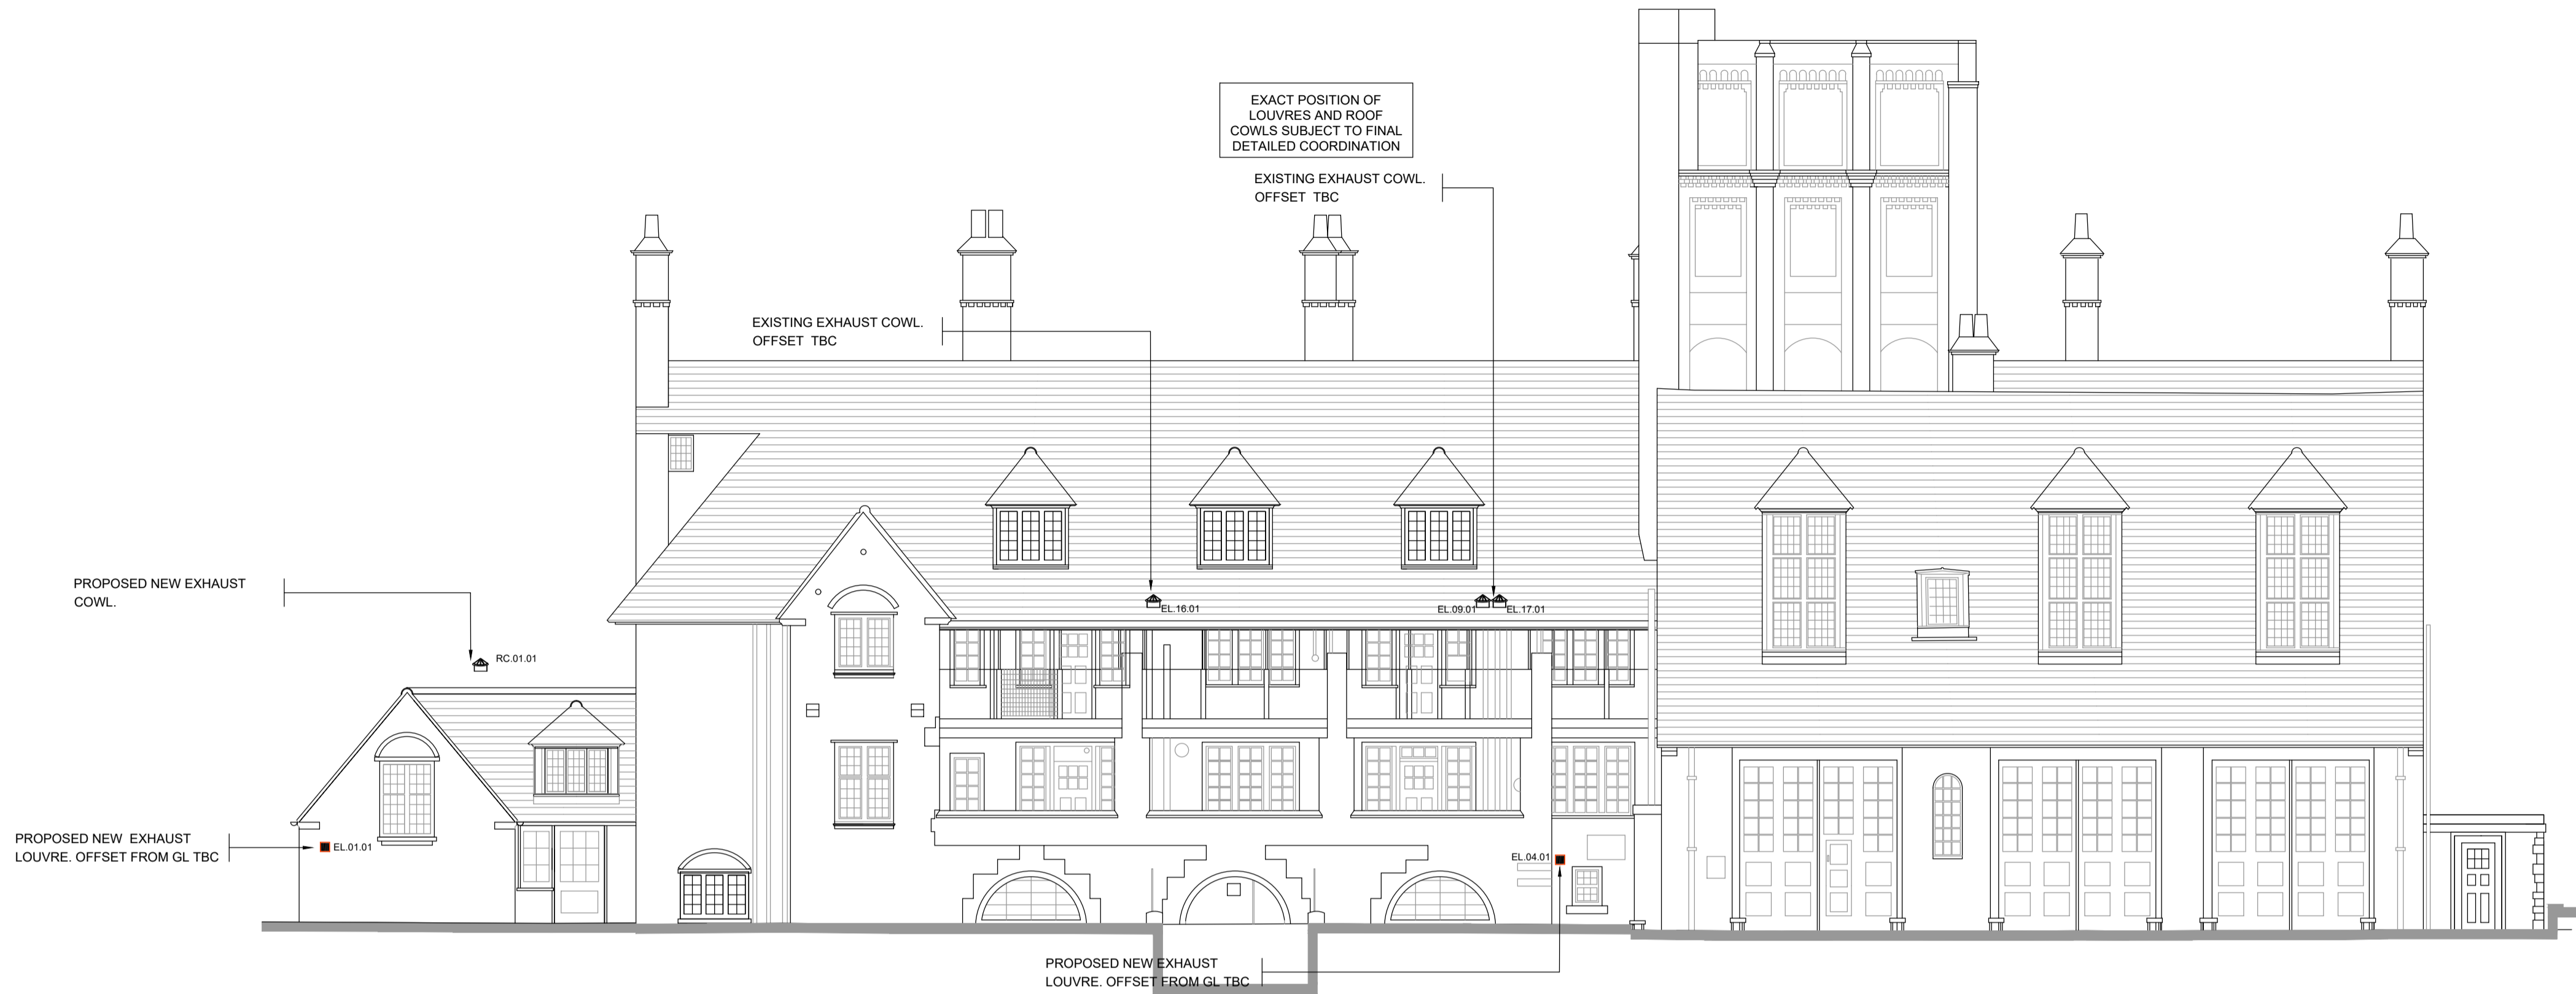 EXACT POSITION OF
LOUVRES AND ROOF
COWLS SUBJECT TO FINAL
DETAILED COORDINATION
EXISTING EXHAUST COWL.
OFFSET TBC
EXISTING EXHAUST COWL.
OFFSET TBC
PROPOSED NEW EXHAUST
COWL.
EL.16.01
EL.09.01
EL.17.01
RC.01.01
PROPOSED NEW EXHAUST
LOUVRE. OFFSET FROM GL TBC
EL.01.01
EL.04.01
PROPOSED NEW EXHAUST
LOUVRE. OFFSET FROM GL TBC